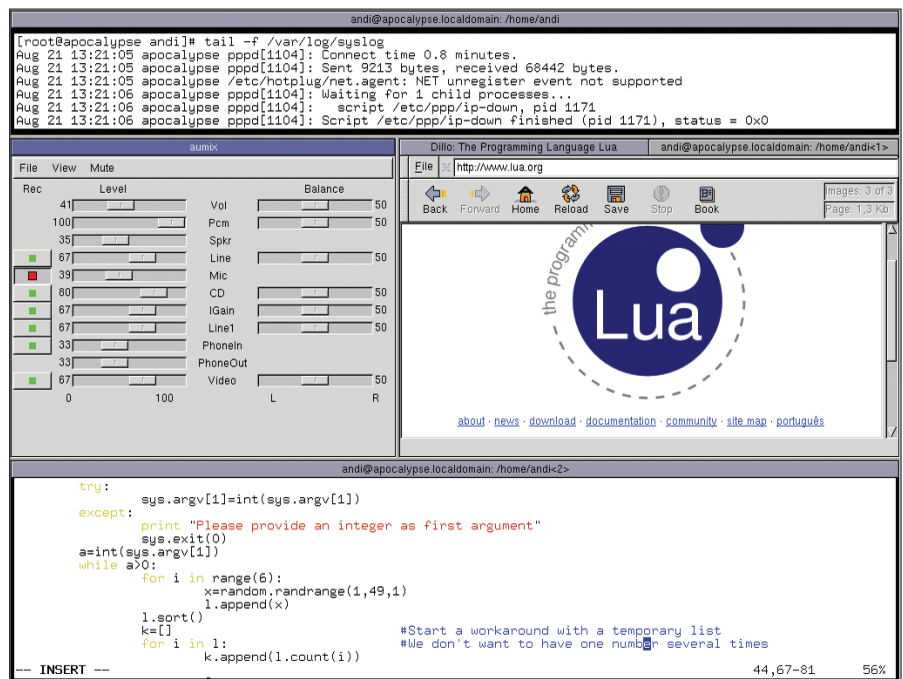 andi@apocalypse.localdomain: /home/andi
[root@apocalypse andi]# tail -f /var/log/syslog
Aug 21 13:21:05 apocalypse pppd[1104]: Connect time 0.8 minutes.
Aug 21 13:21:05 apocalypse pppd[1104]: Sent 9213 bytes, received 68442 bytes.
Aug 21 13:21:05 apocalypse /etc/hotplug/net.agent: NET unregister event not supported
Aug 21 13:21:06 apocalypse pppd[1104]: Waiting for 1 child processes...
Aug 21 13:21:06 apocalypse pppd[1104]:   script /etc/ppp/ip-down, pid 1171
Aug 21 13:21:06 apocalypse pppd[1104]: Script /etc/ppp/ip-down finished (pid 1171), status = 0x0
aumix
File View Mute
Rec Level Balance
41 Vol 50
100 Pcm 50
35 Spkr
67 Line 50
39 Mic
80 CD 50
67 IGain 50
67 Line1 50
33 PhoneIn
33 PhoneOut
67 Video 50
0 100 L R
Dillo: The Programming Language Lua
andi@apocalypse.localdomain: /home/andi<1>
File http://www.lua.org
Back Forward Home Reload Save Stop Book
Images: 3 of 3
Page: 1,3 Kb
the programm
Lua
about · news · download · documentation · community · site map · português
andi@apocalypse.localdomain: /home/andi<2>
try:
sys.argv[1]=int(sys.argv[1])
except:
print "Please provide an integer as first argument"
sys.exit(0)
a=int(sys.argv[1])
while a>0:
for i in range(6):
x=random.randrange(1,49,1)
l.append(x)
l.sort()
k=[] #Start a workaround with a temporary list
for i in l: #We don't want to have one number several times
k.append(l.count(i))
-- INSERT -- 44,67-81 56%